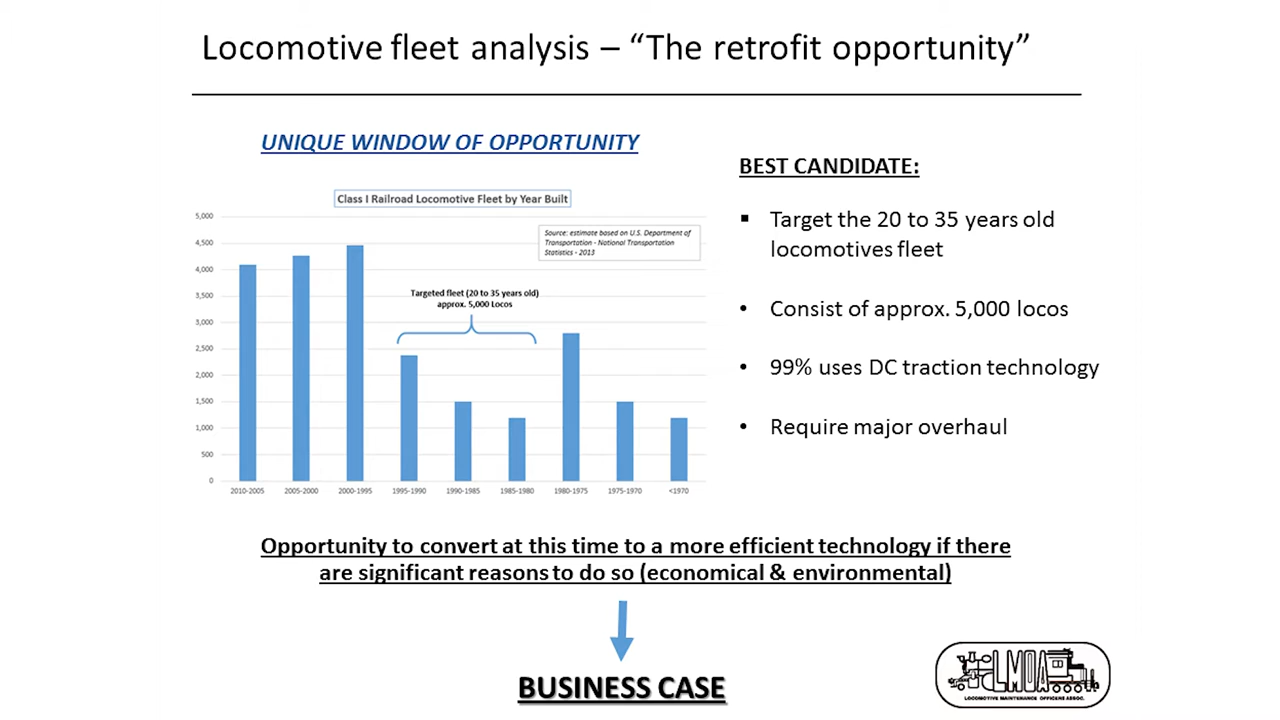 Locomotive fleet analysis – “The retrofit opportunity”
UNIQUE WINDOW OF OPPORTUNITY
Class I Railroad Locomotive Fleet by Year Built
5,000
4,500
4,000
3,500
3,000
2,500
2,000
1,500
1,000
500
0
Source: estimate based on U.S. Department of
Transportation - National Transportation
Statistics - 2013
Targeted fleet (20 to 35 years old)
approx. 5,000 Locos
2010-2005 2005-2000 2000-1995 1995-1990 1990-1985 1985-1980 1980-1975 1975-1970 <1970
BEST CANDIDATE:
▪ Target the 20 to 35 years old
locomotives fleet
• Consist of approx. 5,000 locos
• 99% uses DC traction technology
• Require major overhaul
Opportunity to convert at this time to a more efficient technology if there
are significant reasons to do so (economical & environmental)
BUSINESS CASE
LMOA
LOCOMOTIVE MAINTENANCE OFFICERS ASSOC.